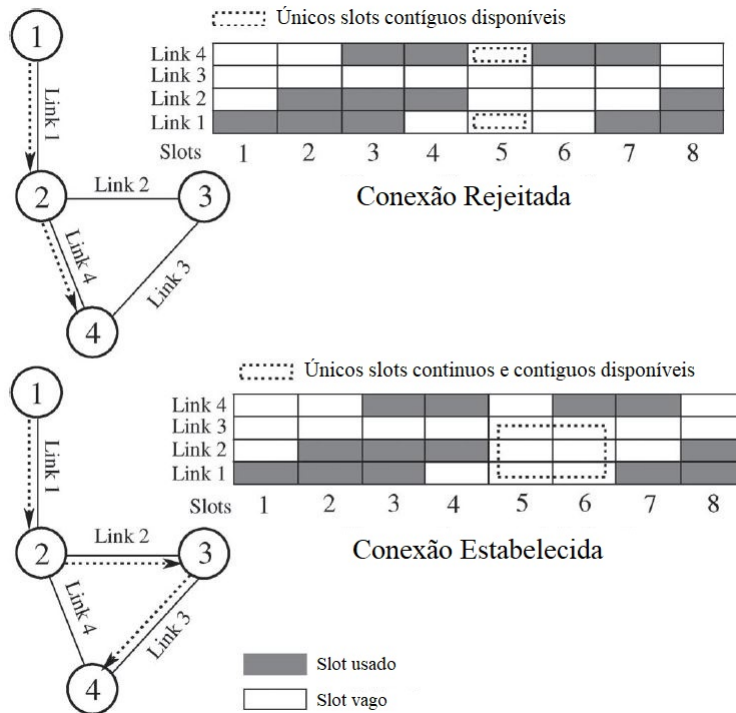 Únicos slots contíguos disponíveis
1
Link 1
2
Link 2
3
Link 4
Link 3
4
Link 4
Link 3
Link 2
Link 1
Slots 1 2 3 4 5 6 7 8
Conexão Rejeitada
Únicos slots continuos e contiguos disponíveis
1
Link 1
2
Link 2
3
Link 4
Link 3
4
Link 4
Link 3
Link 2
Link 1
Slots 1 2 3 4 5 6 7 8
Conexão Estabelecida
Slot usado
Slot vago